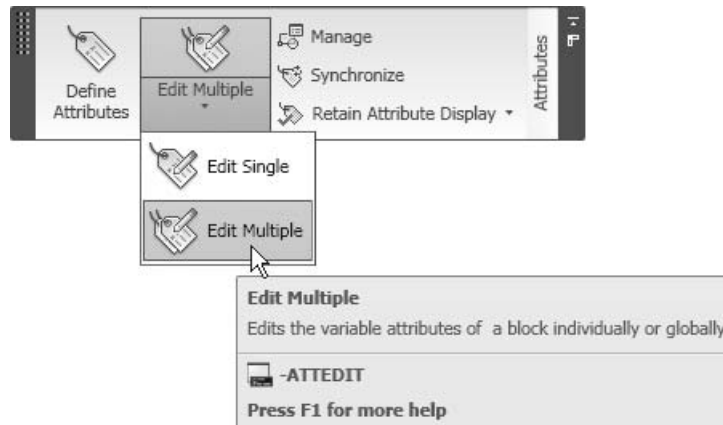 Define
Attributes
Edit Multiple
Manage
Synchronize
Retain Attribute Display
Attributes
Edit Single
Edit Multiple
Edit Multiple
Edits the variable attributes of a block individually or globally
-ATTEDIT
Press F1 for more help